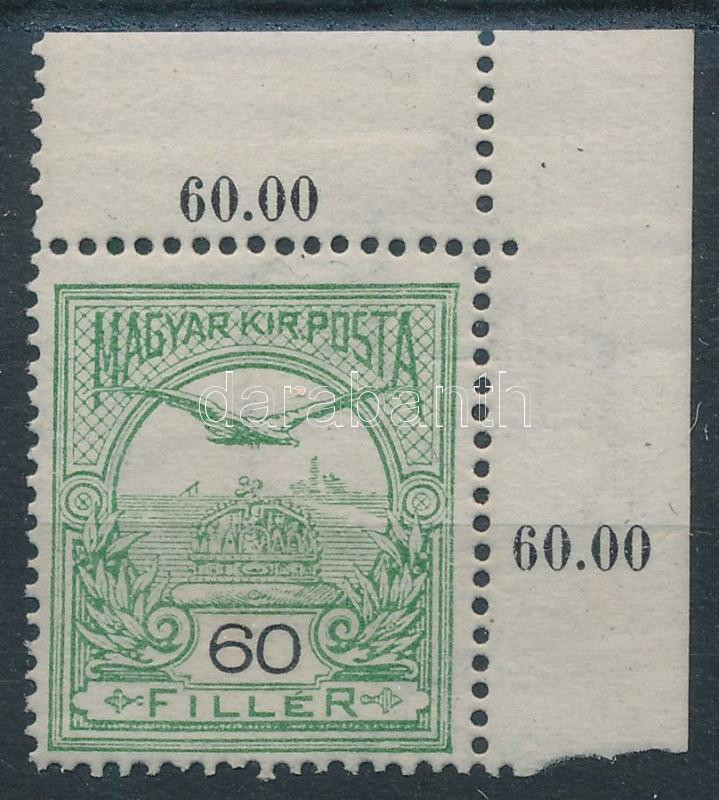 60.00
MAGYAR KIR. POSTA
darabanth
60.00
60
FILLÉR